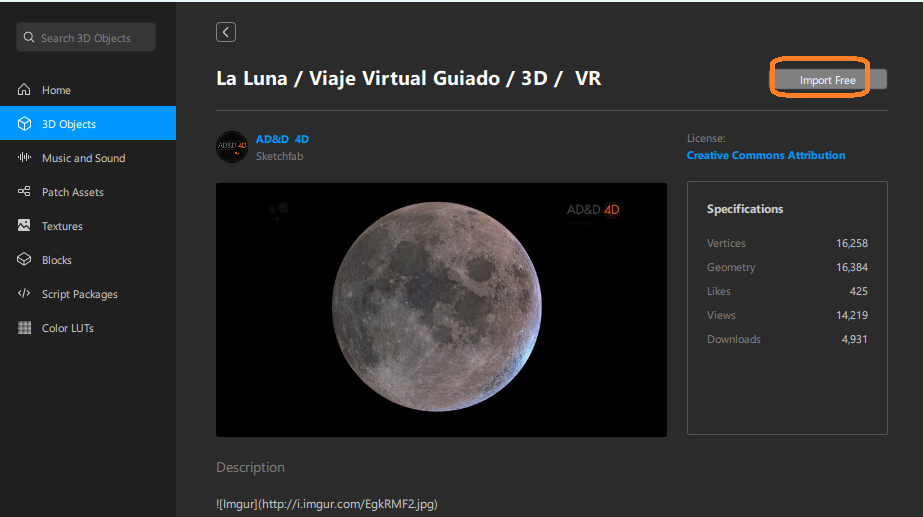 Search 3D Objects
Home
3D Objects
Music and Sound
Patch Assets
Textures
Blocks
Script Packages
Color LUTs
La Luna / Viaje Virtual Guiado / 3D /  VR
Import Free
AD&D 4D
AD&D  4D
Sketchfab
License:
Creative Commons Attribution
AD&D 4D
Specifications
Vertices 16,258
Geometry 16,384
Likes 425
Views 14,219
Downloads 4,931
Description
![Imgur](http://i.imgur.com/EgkRMF2.jpg)